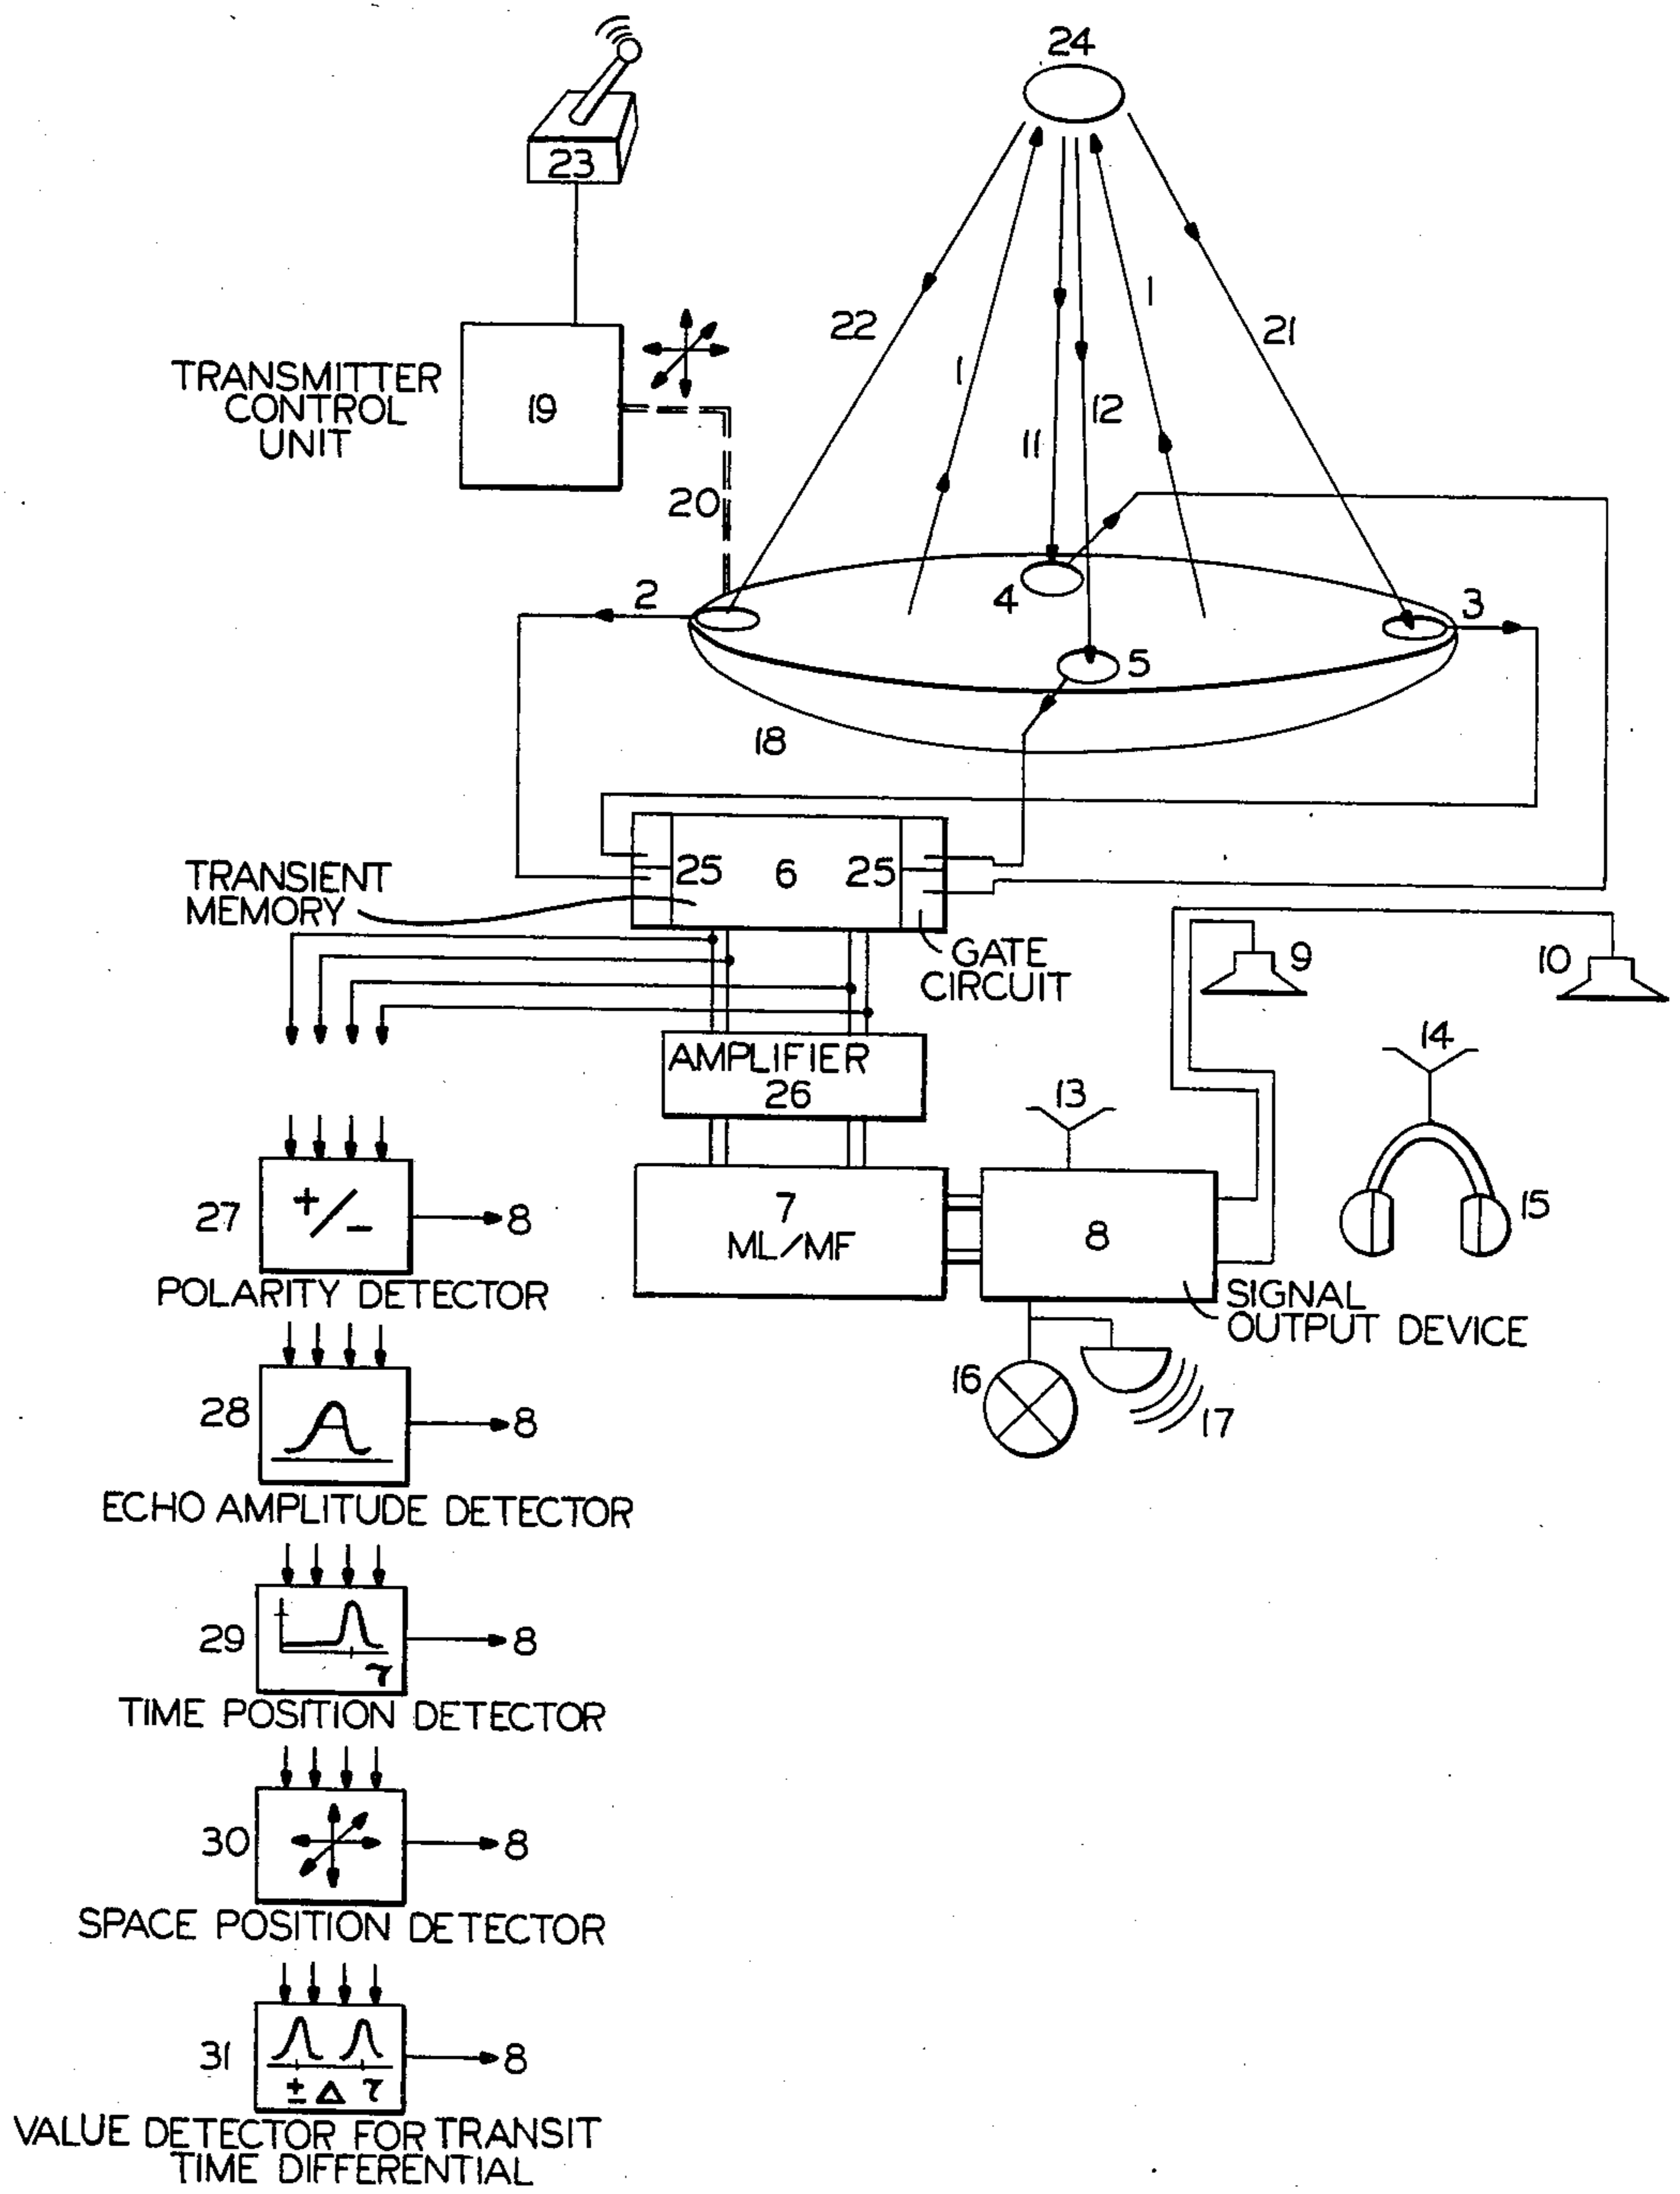 24
23
22
1
1
21
TRANSMITTER
CONTROL
UNIT
19
11
12
20
2
4
3
5
18
TRANSIENT
MEMORY
25
6
25
GATE
CIRCUIT
9
10
AMPLIFIER
26
14
13
27
+/−
8
7
ML/MF
8
15
POLARITY DETECTOR
SIGNAL
OUTPUT DEVICE
28
8
16
17
ECHO AMPLITUDE DETECTOR
29
τ
8
TIME POSITION DETECTOR
30
8
SPACE POSITION DETECTOR
31
± Δ τ
8
VALUE DETECTOR FOR TRANSIT
TIME DIFFERENTIAL